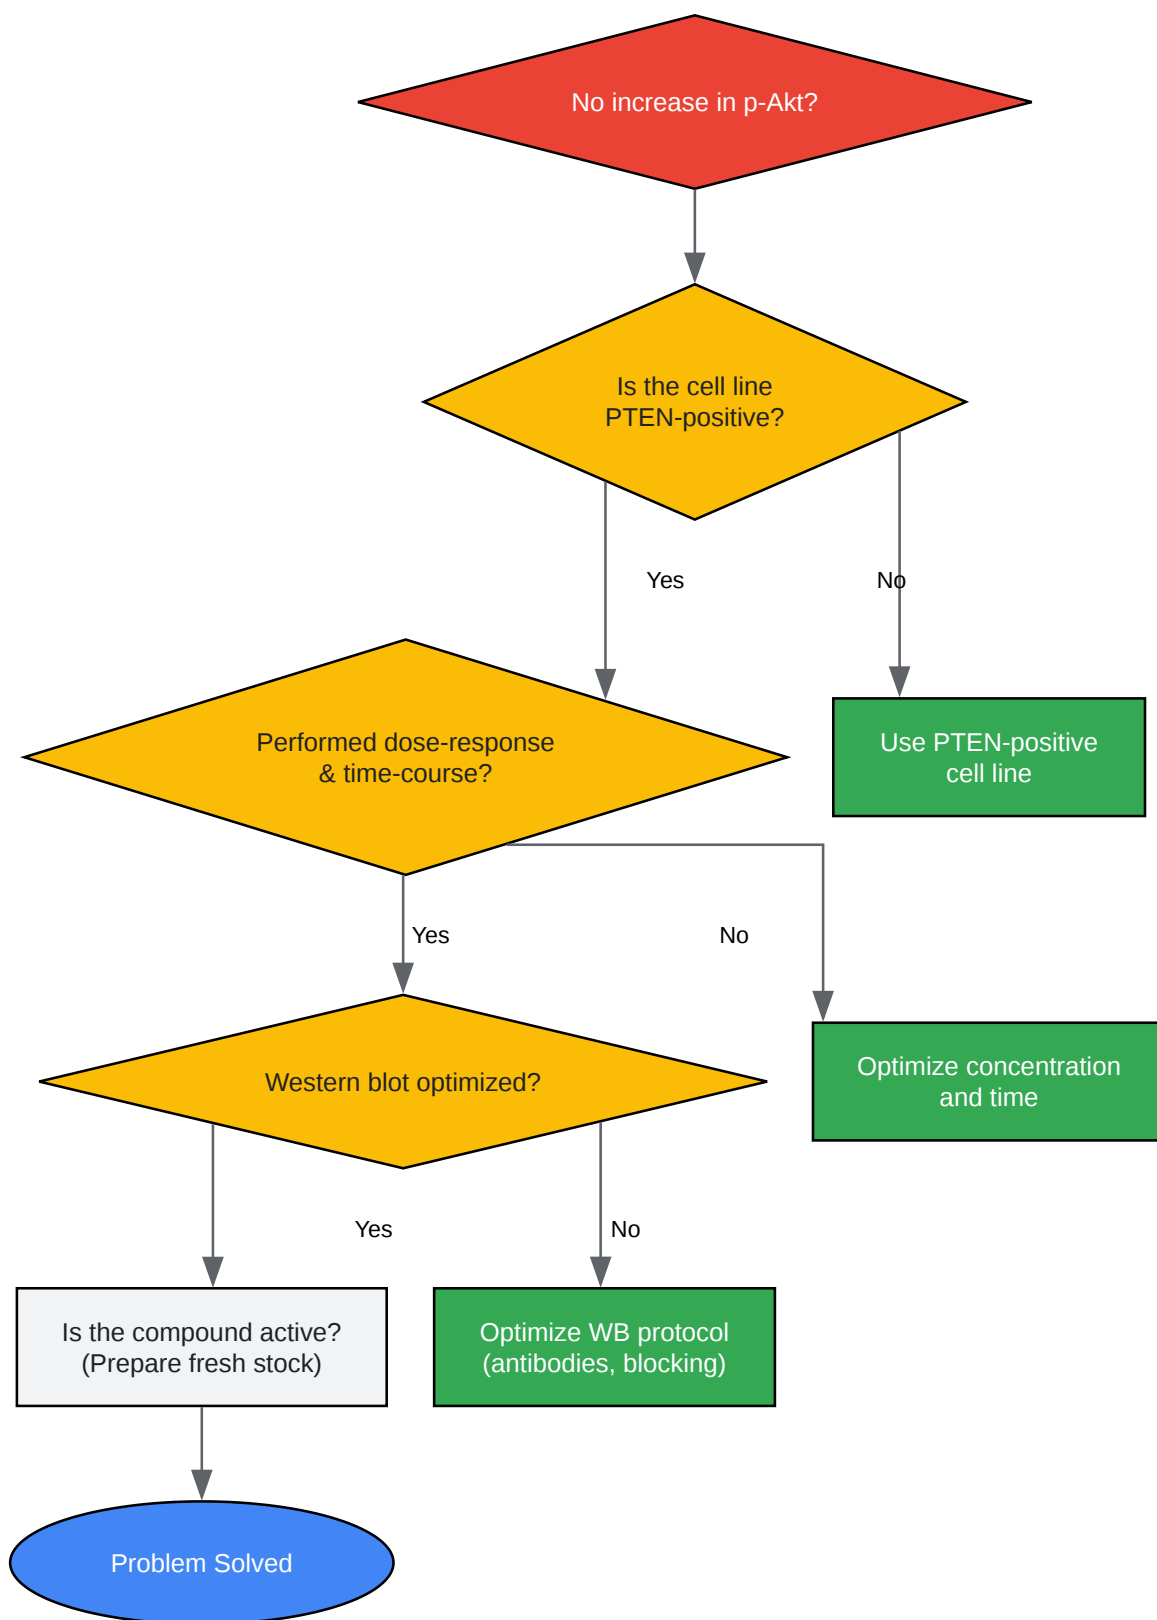 No increase in p-Akt?
Is the cell line
PTEN-positive?
Yes
No
Performed dose-response
& time-course?
Use PTEN-positive
cell line
Yes
No
Western blot optimized?
Optimize concentration
and time
Yes
No
Is the compound active?
(Prepare fresh stock)
Optimize WB protocol
(antibodies, blocking)
Problem Solved